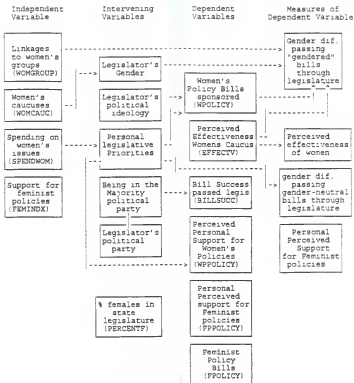 Independent
Variable
Intervening
Variables
Dependent
Variables
Measures of
Dependent Variable
Linkages
to women's
groups
(WOMGROUP)
Women's
caucuses
(WOMCAUC)
Spending on
women's
issues
(SPENDWOM)
Support for
feminist
policies
(FEMINDX)
Legislator's
Gender
Legislator's
political
ideology
Personal
legislative
Priorities
Being in the
Majority
political
party
Legislator's
political
party
% females in
state
legislature
(PERCENTF)
Women's
Policy Bills
sponsored
(WPOLICY)
Perceived
Effectiveness
Womens Caucus
(EFFECTV)
Bill Success
passed legis
(BILLSUCC)
Perceived
Personal
Support for
Women's
Policies
(WPPOLICY)
Personal
Perceived
support for
Feminist
policies
(FPPOLICY)
Feminist
Policy
Bills
(FPOLICY)
Gender dif.
passing
"gendered"
bills
through
legislature
Perceived
effectiveness
of women
gender dif.
passing
gender-neutral
bills through
legislature
Personal
Perceived
Support
for Feminist
policies